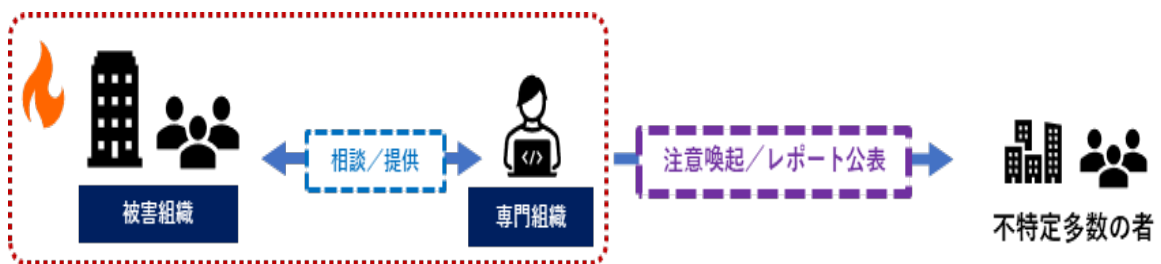 相談／提供
被害組織
専門組織
注意喚起／レポート公表
不特定多数の者